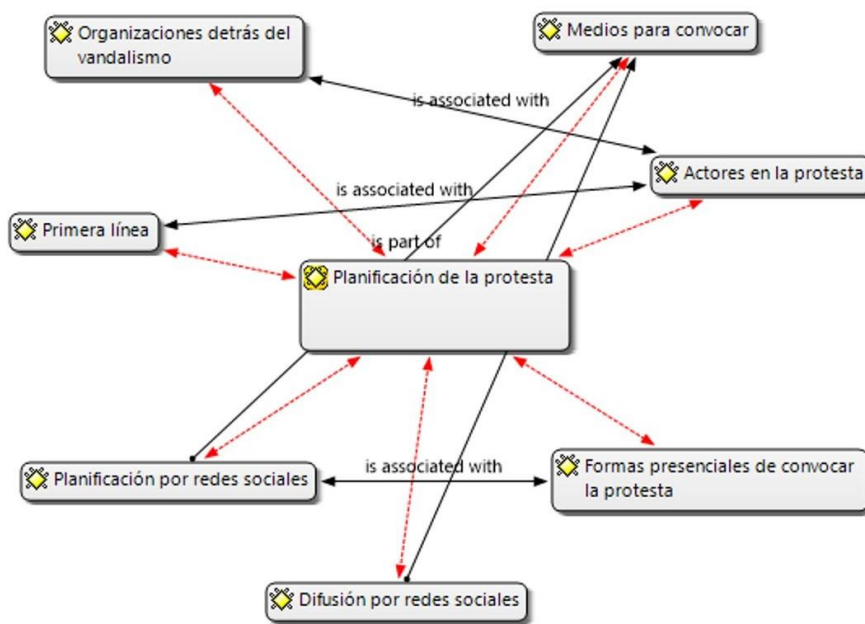 Organizaciones detrás del
vandalismo
Medios para convocar
is associated with
Actores en la protesta
is associated with
Primera línea
is part of
Planificación de la protesta
Planificación por redes sociales
is associated with
Formas presenciales de convocar
la protesta
Difusión por redes sociales